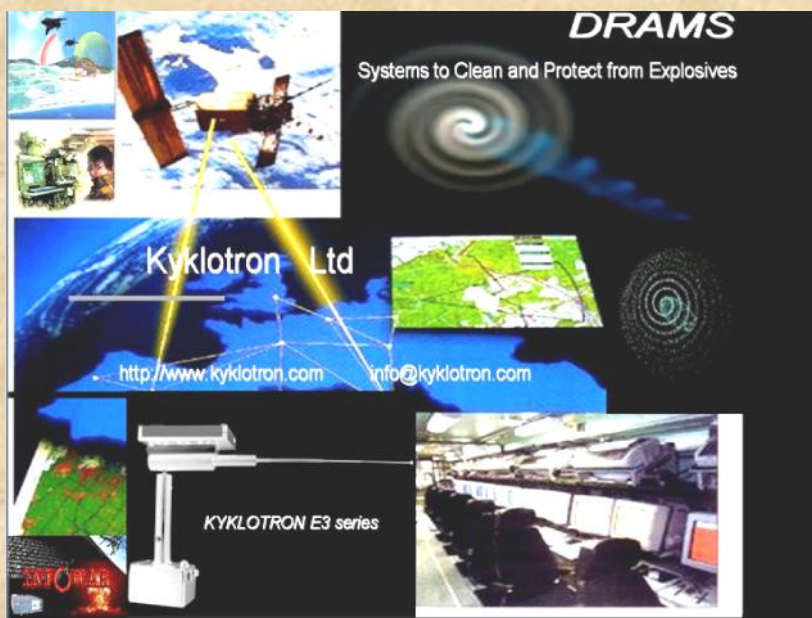 DRAMS
Systems to Clean and Protect from Explosives
Kyklotron Ltd
http://www.kyklotron.com
info@kyklotron.com
KYKLOTRON E3 series